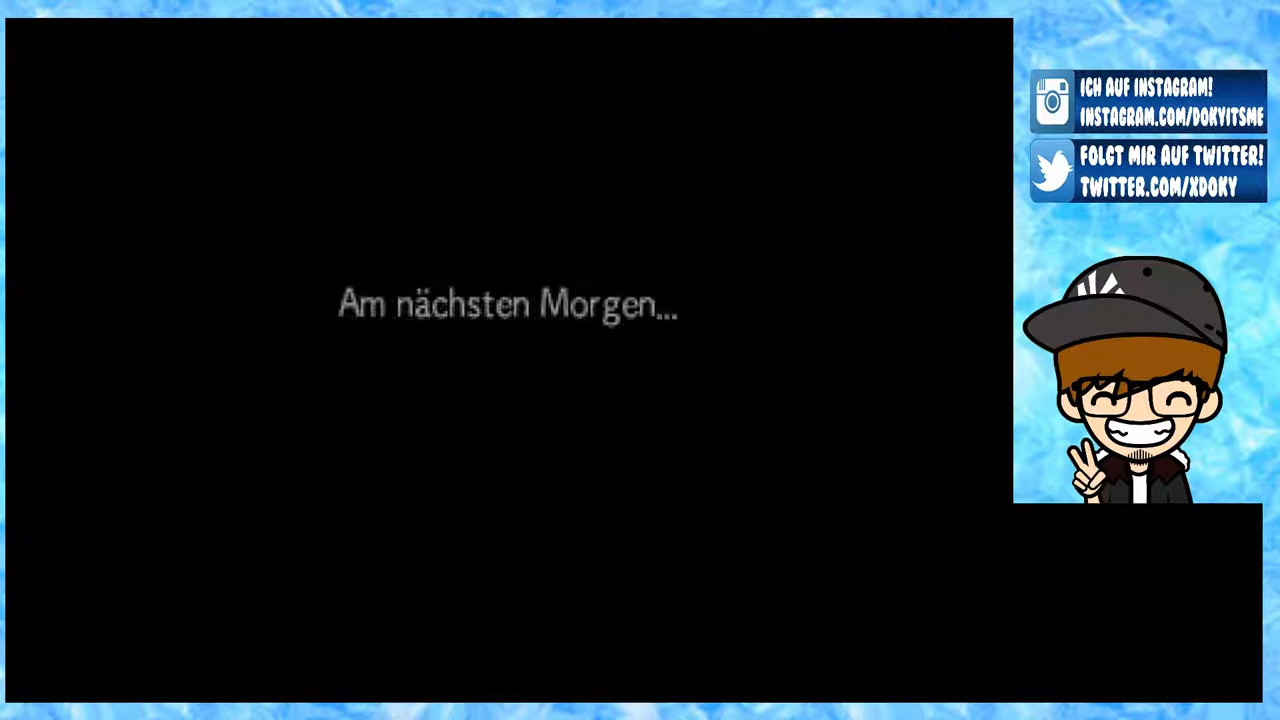 Am nächsten Morgen...
ICH AUF INSTAGRAM!
INSTAGRAM.COM/DOKYITSME
FOLGT MIR AUF TWITTER!
TWITTER.COM/XDOKY